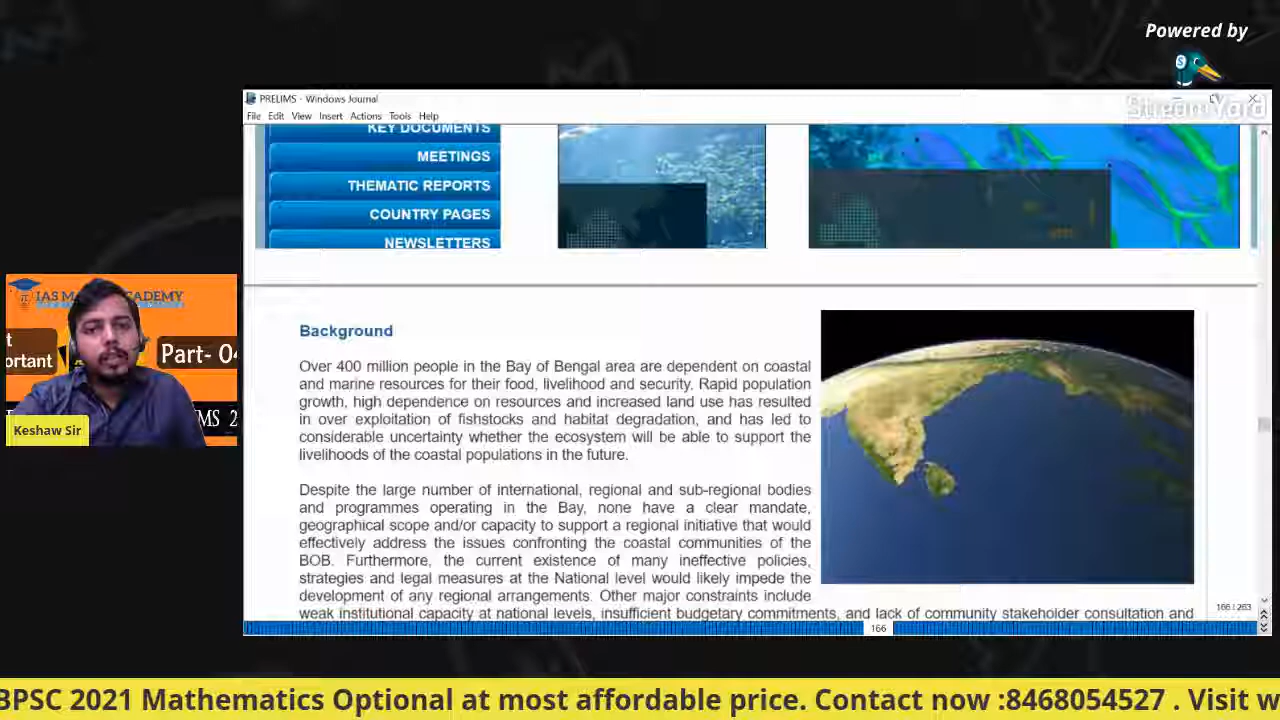 Powered by
StreamYard
PRELIMS - Windows Journal
File Edit View Insert Actions Tools Help
KEY DOCUMENTS
MEETINGS
THEMATIC REPORTS
COUNTRY PAGES
NEWSLETTERS
Background
Over 400 million people in the Bay of Bengal area are dependent on coastal
and marine resources for their food, livelihood and security. Rapid population
growth, high dependence on resources and increased land use has resulted
in over exploitation of fishstocks and habitat degradation, and has led to
considerable uncertainty whether the ecosystem will be able to support the
livelihoods of the coastal populations in the future.
Despite the large number of international, regional and sub-regional bodies
and programmes operating in the Bay, none have a clear mandate,
geographical scope and/or capacity to support a regional initiative that would
effectively address the issues confronting the coastal communities of the
BOB. Furthermore, the current existence of many ineffective policies,
strategies and legal measures at the National level would likely impede the
development of any regional arrangements. Other major constraints include
weak institutional capacity at national levels, insufficient budgetary commitments, and lack of community stakeholder consultation and
166 / 263
166
IAS M ACADEMY
t
ortant
Part- 04
MS 2
Keshaw Sir
BPSC 2021 Mathematics Optional at most affordable price. Contact now :8468054527 . Visit w